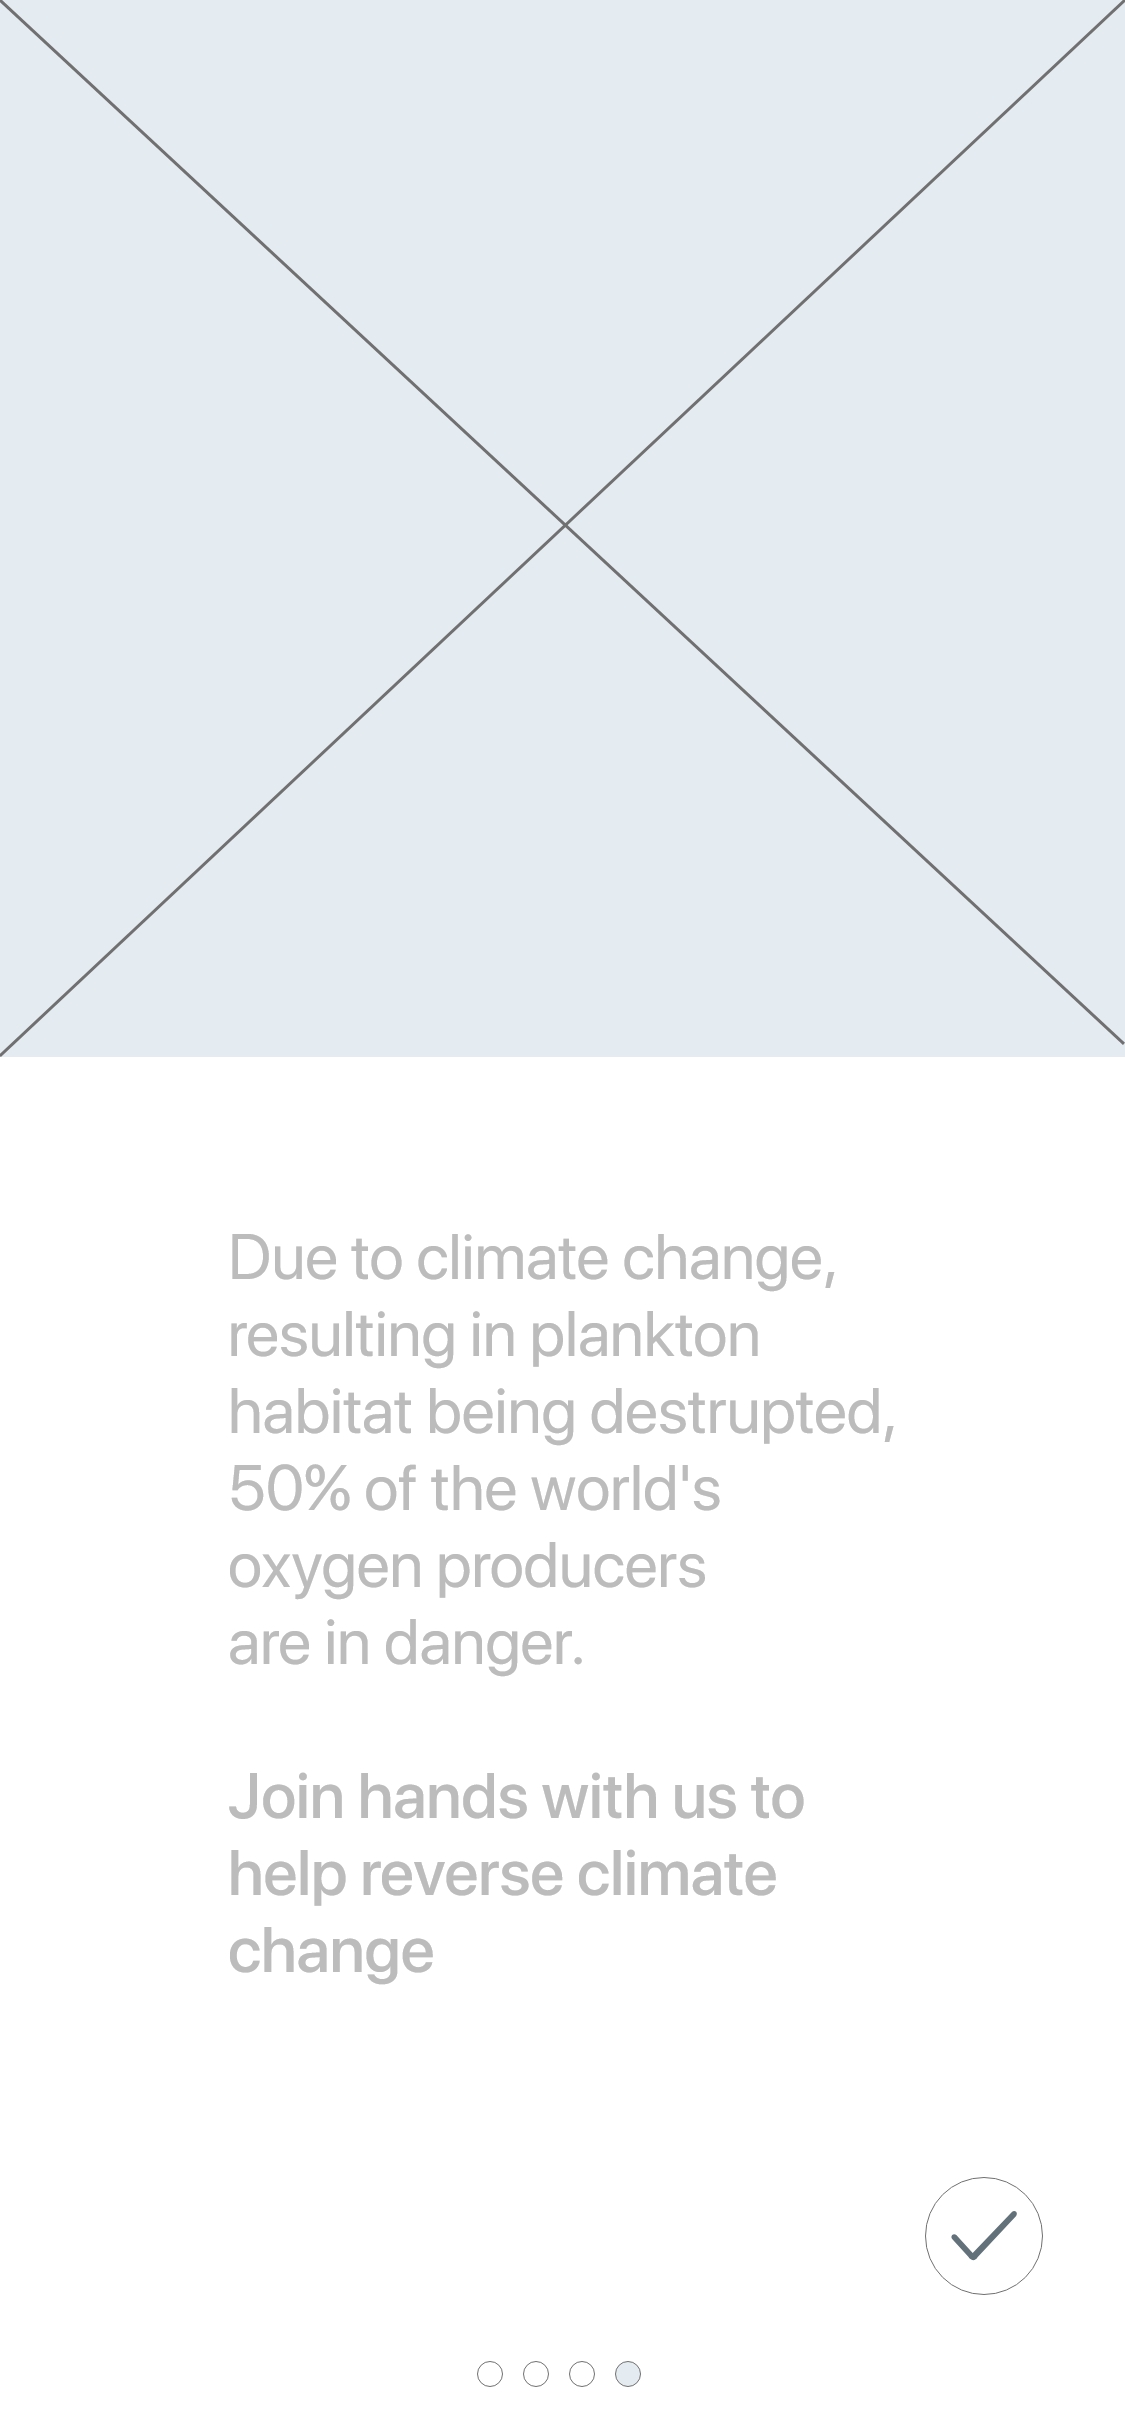 Due to climate change,
resulting in plankton
habitat being destrupted,
50% of the world's
oxygen producers
are in danger.
Join hands with us to
help reverse climate
change